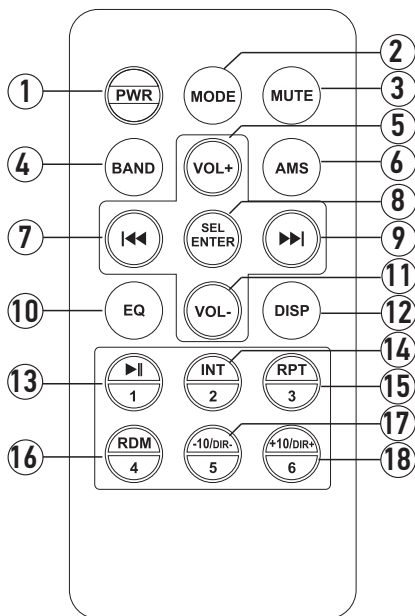 2
1 PWR MODE MUTE 3
5
4 BAND VOL+ AMS 6
8
7 SEL 9
ENTER
11
10 EQ VOL- DISP 12
14
13 INT RPT 15
1 2 3
17
16 RDM -10/DIR- +10/DIR+ 18
4 5 6